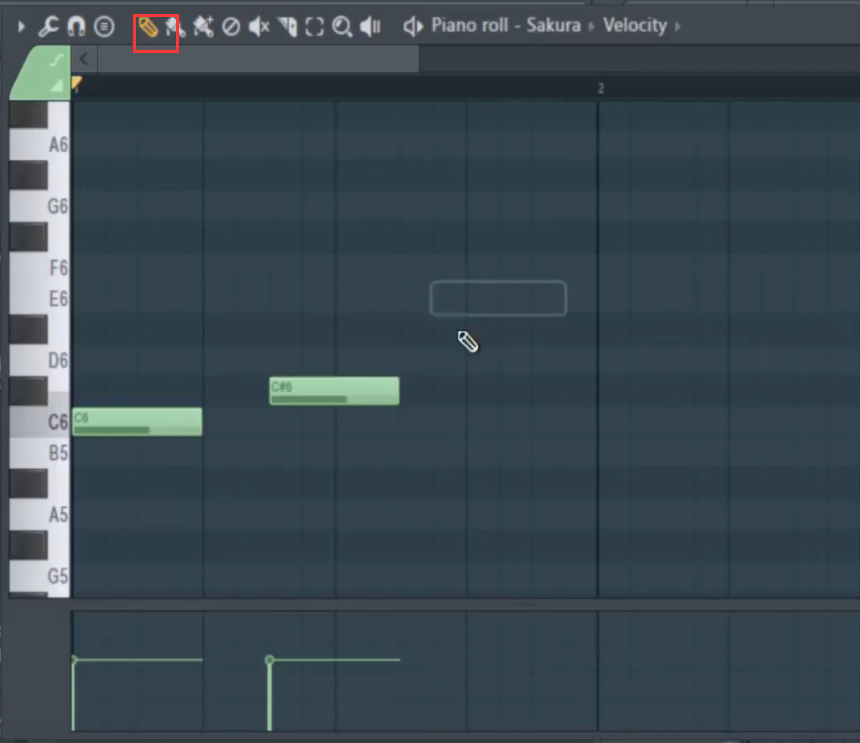 Piano roll - Sakura ▸ Velocity ▸
2
A6
G6
F6
E6
D6
C#6
C6
C6
B5
A5
G5